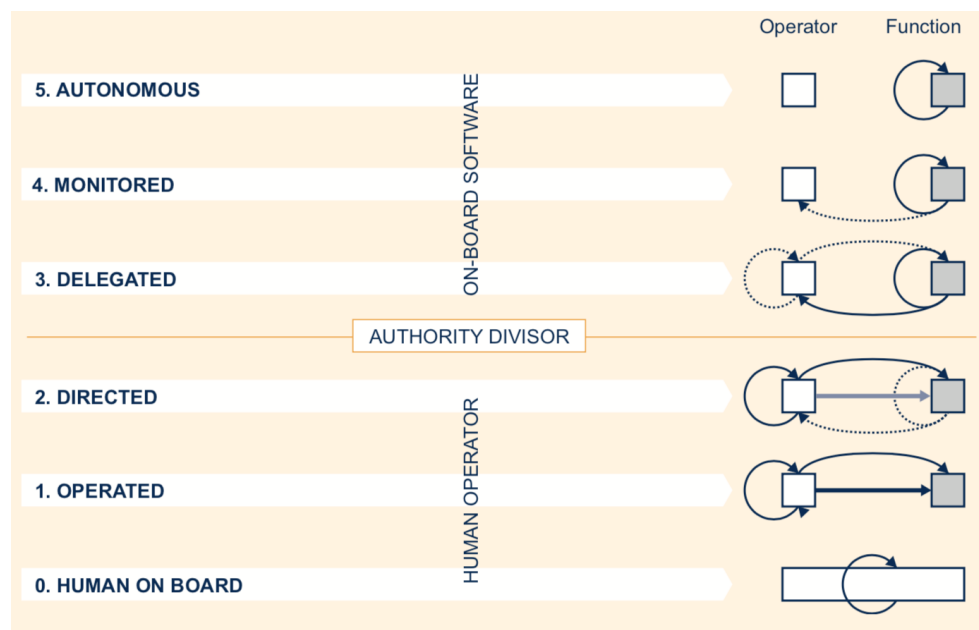 Operator Function
5. AUTONOMOUS
4. MONITORED
3. DELEGATED
ON-BOARD SOFTWARE
AUTHORITY DIVISOR
2. DIRECTED
1. OPERATED
0. HUMAN ON BOARD
HUMAN OPERATOR